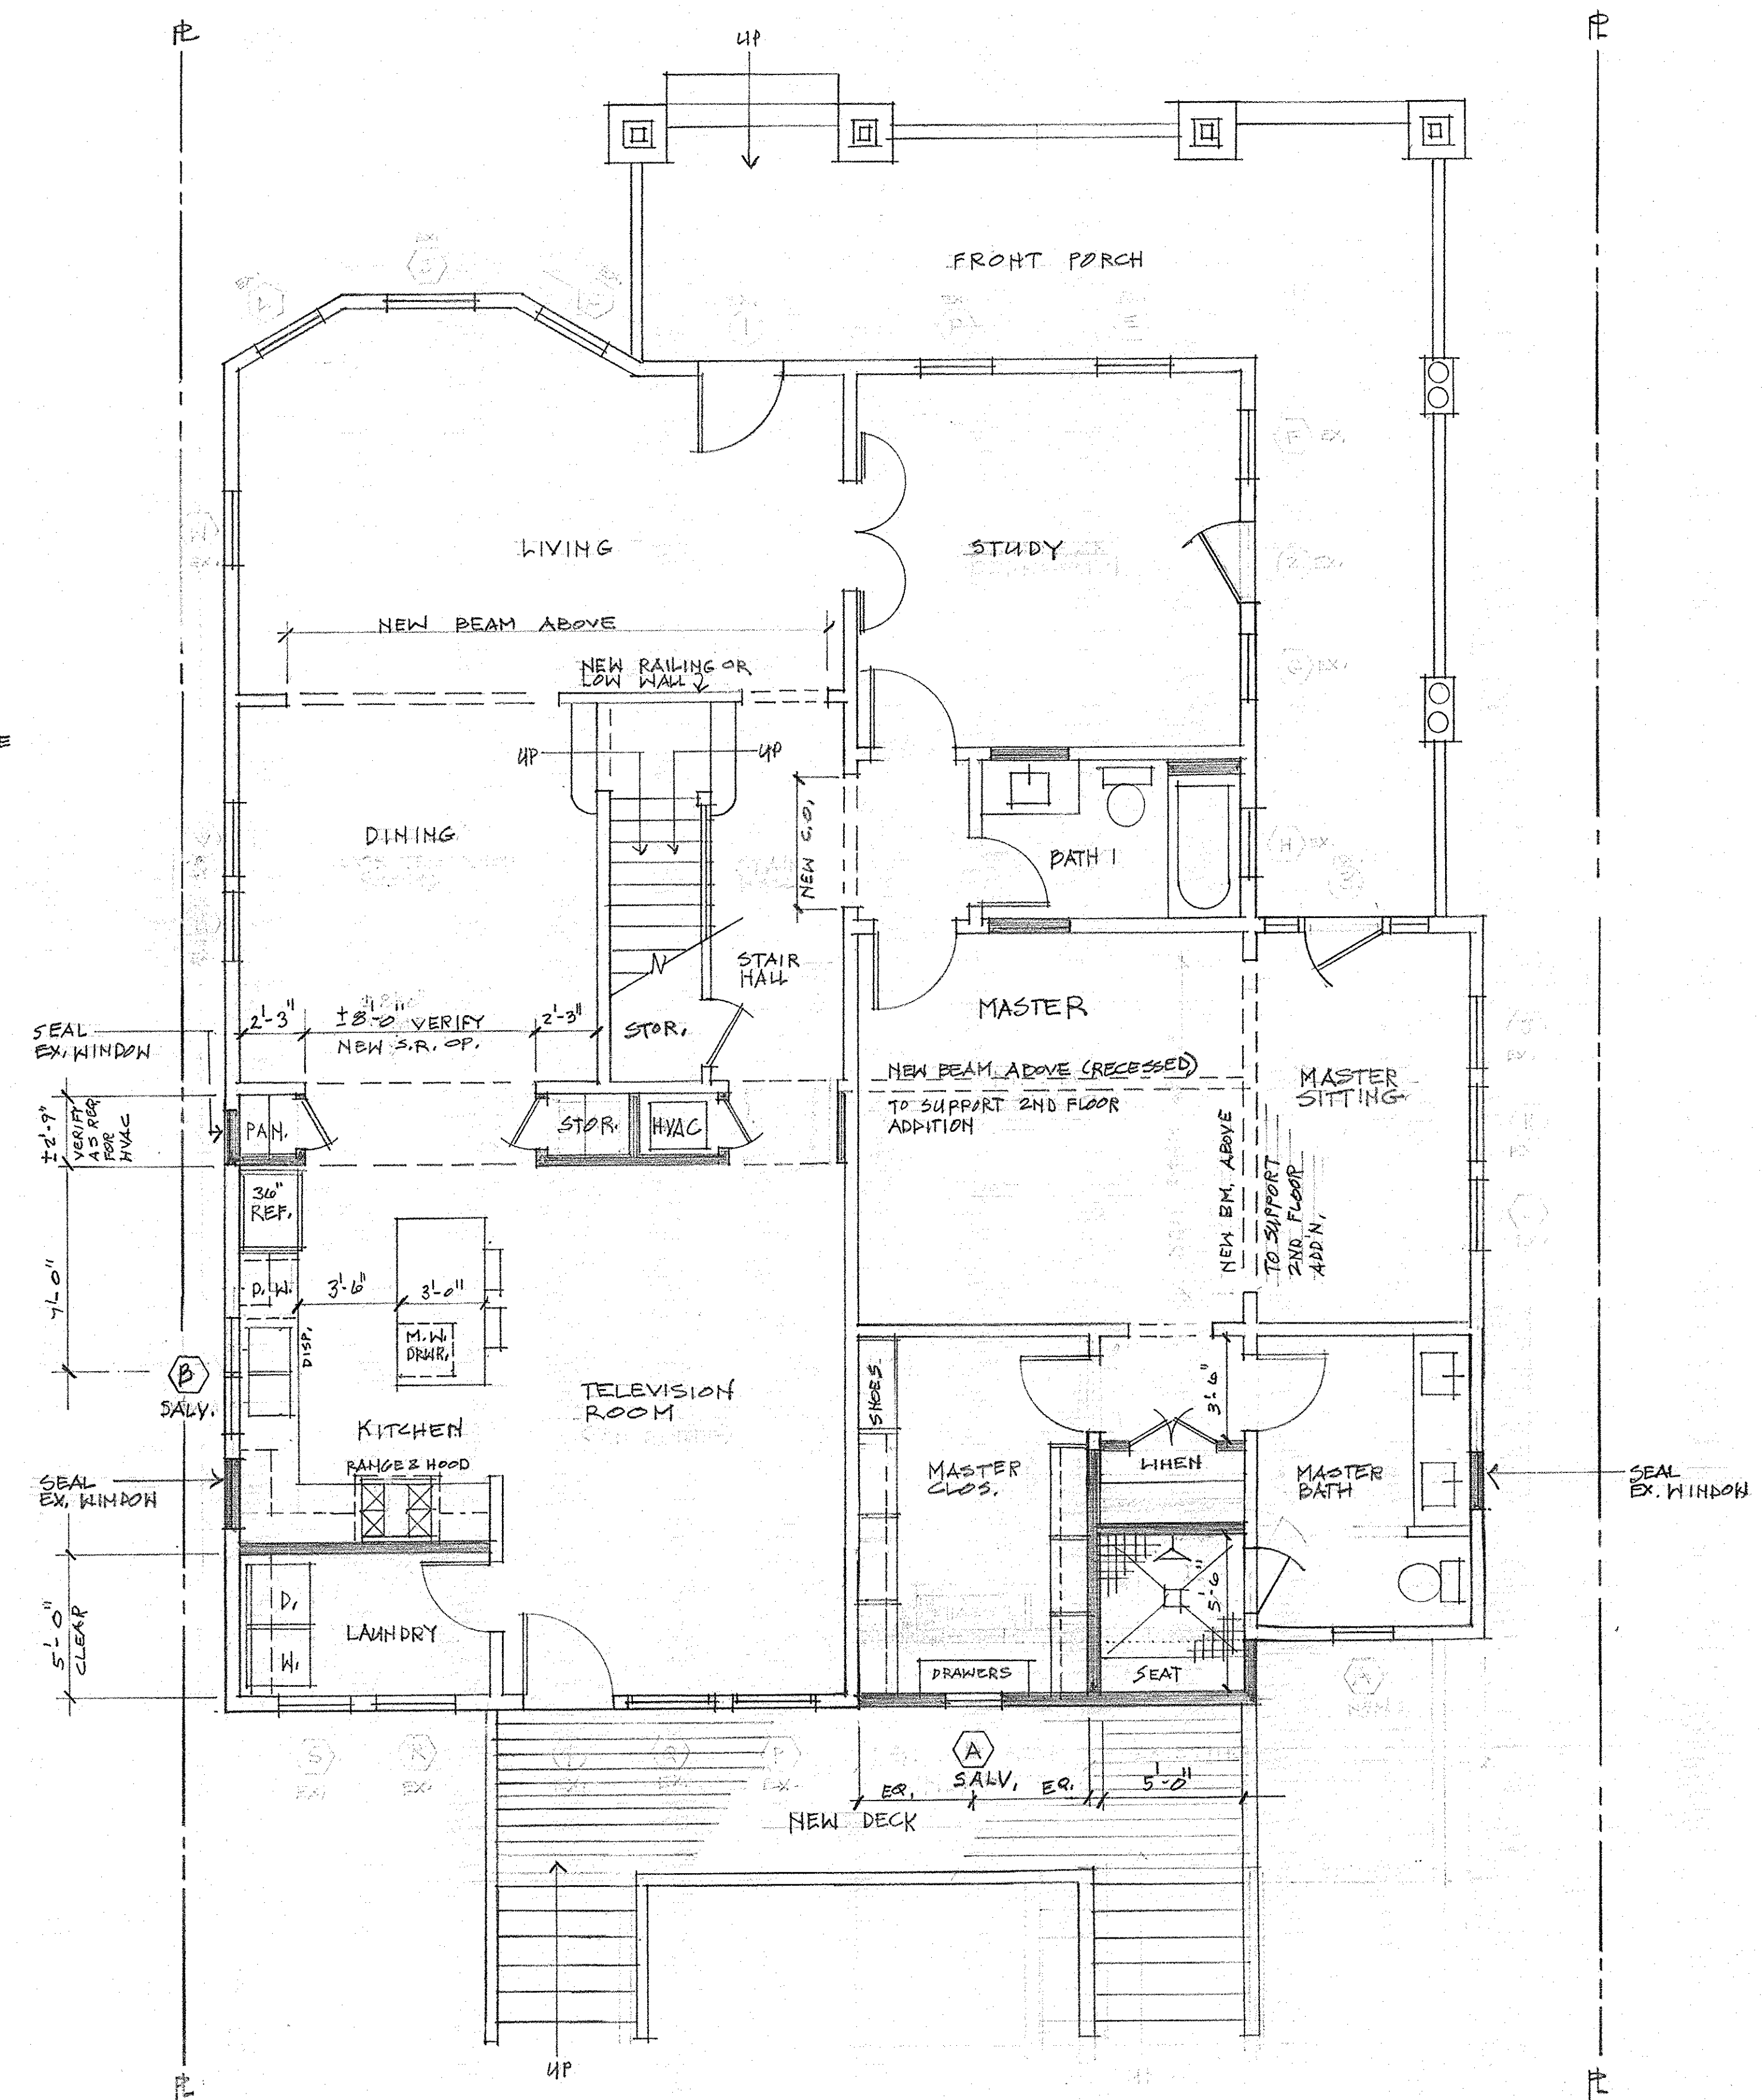 PL
UP
PL
FRONT PORCH
LIVING
STUDY
NEW BEAM ABOVE
NEW RAILING OR
LOW WALL
UP
UP
NEW C.O.
DINING
BATH 1
STAIR
HALL
MASTER
2'-3"
±8'-0" VERIFY
NEW S.R. OP.
2'-3"
STOR.
SEAL
EX. WINDOW
NEW BEAM ABOVE (RECESSED)
TO SUPPORT 2ND FLOOR
ADDITION
MASTER
SITTING
±2'-9"
VERIFY
AS REQ.
FOR
HVAC
PAN.
STOR.
HVAC
NEW BM. ABOVE
TO SUPPORT
2ND FLOOR
ADD'N.
36"
REF.
D.W.
3'-6"
3'-0"
M.W.
DRWR.
DISP.
B
SALV.
TELEVISION
ROOM
KITCHEN
RANGE & HOOD
SHOES
3'-6"
SEAL
EX. WINDOW
MASTER
CLOS.
LINEN
MASTER
BATH
SEAL
EX. WINDOW
5'-0"
CLEAR
D.
W.
LAUNDRY
5'-6"
DRAWERS
SEAT
A
SALV.
EQ.
EQ.
5'-0"
NEW DECK
UP
PL
PL